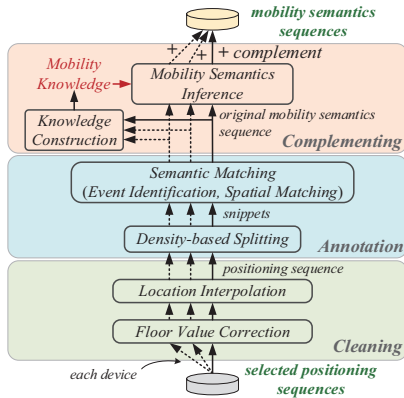 mobility semantics
sequences
+ + + complement
Mobility
Knowledge
Mobility Semantics
Inference
Knowledge
Construction
original mobility semantics
sequence
Complementing
Semantic Matching
(Event Identification, Spatial Matching)
snippets
Density-based Splitting
Annotation
positioning sequence
Location Interpolation
Floor Value Correction
Cleaning
each device
selected positioning
sequences